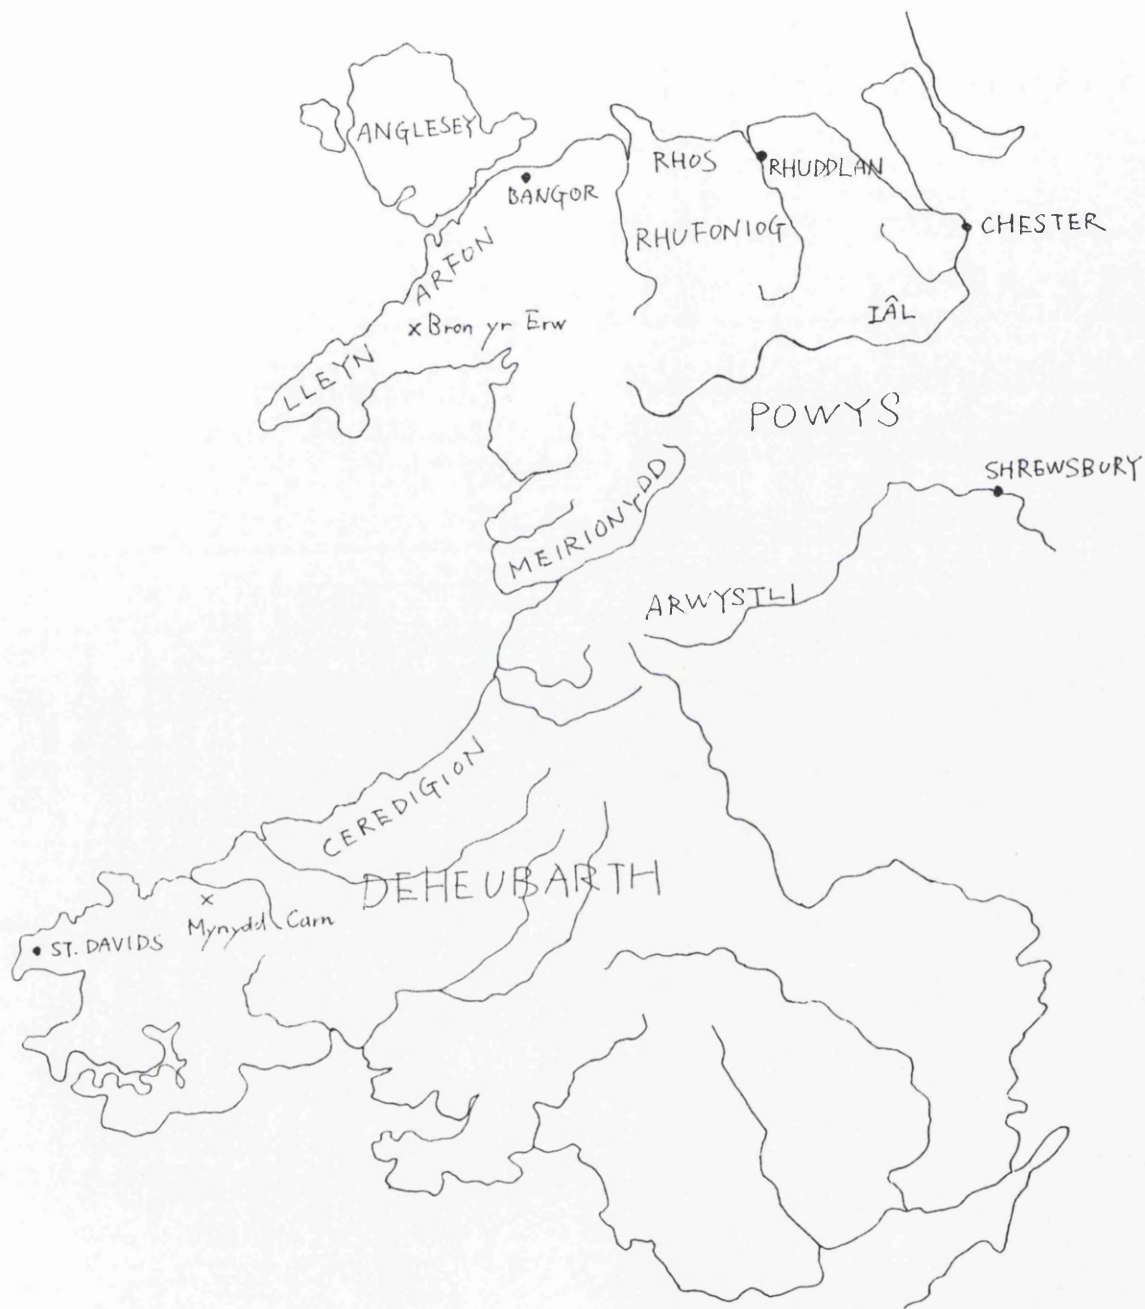 ANGLESEY
RHOS
RHUDDLAN
BANGOR
RHUFONIOG
CHESTER
ARFON
IÂL
x Bron yr Erw
LLEYN
POWYS
SHREWSBURY
MEIRIONYDD
ARWYSTLI
CEREDIGION
DEHEUBARTH
x
Mynydd Carn
ST. DAVIDS